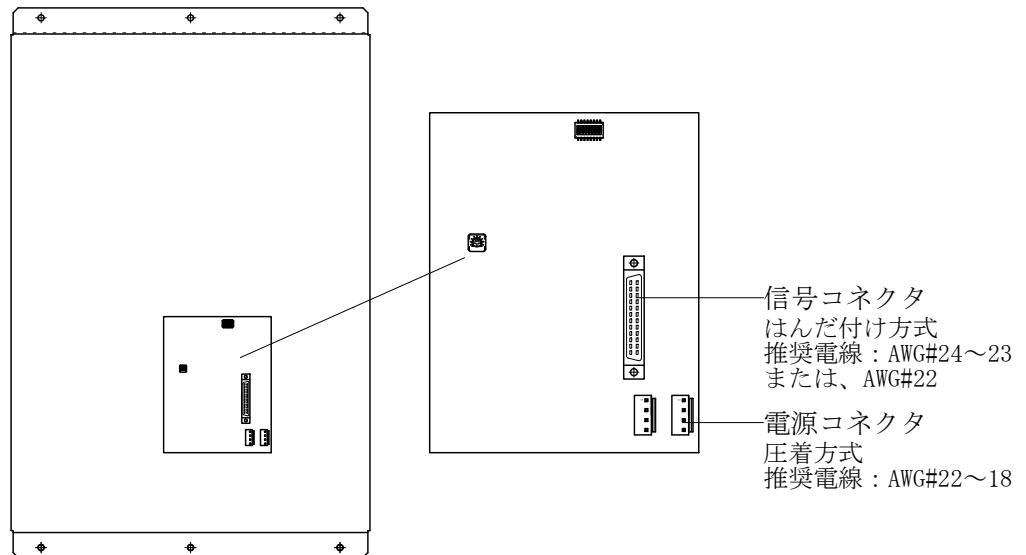 信号コネクタ
はんだ付け方式
推奨電線：AWG#24～23
または、AWG#22
電源コネクタ
圧着方式
推奨電線：AWG#22～18